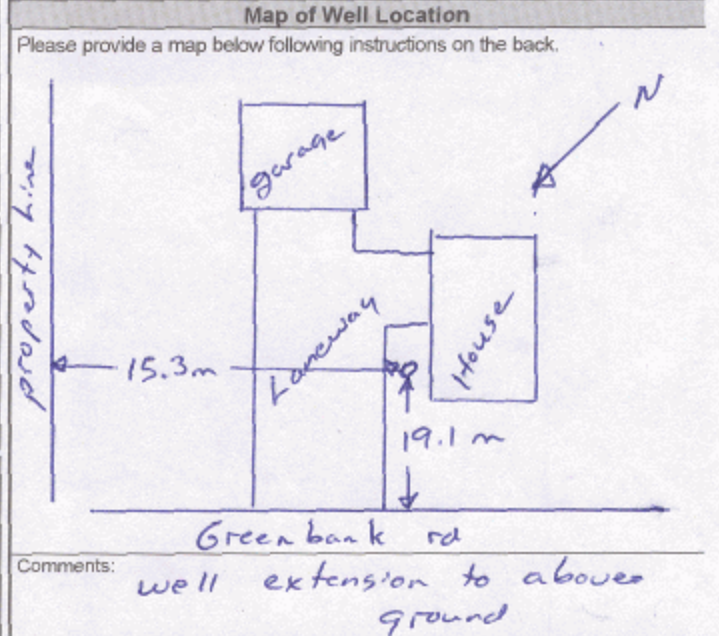 Map of Well Location
Please provide a map below following instructions on the back.
N
garage
property Line
House
Laneway
15.3m
19.1 m
Greenbank rd
Comments:
well extension to above
ground